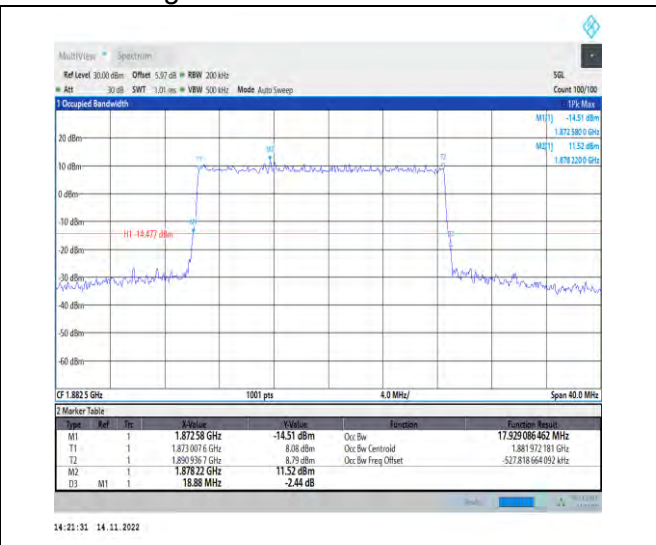 MultiView Spectrum
Ref Level 30.00 dBm Offset 5.97 dB RBW 200 kHz SGL
Att 30 dB SWT 1.01 ms VBW 500 kHz Mode Auto Sweep Count 100/100
1 Occupied Bandwidth 1Pk Max
M1[1] -14.51 dBm
1.872 580 0 GHz
M2[1] 11.52 dBm
1.878 220 0 GHz
20 dBm
M2
T1 T2
10 dBm
0 dBm
-10 dBm
M1
H1 -14.477 dBm
D3
-20 dBm
-30 dBm
-40 dBm
-50 dBm
-60 dBm
CF 1.882 5 GHz 1001 pts 4.0 MHz/ Span 40.0 MHz
2 Marker Table
Type Ref Trc X-Value Y-Value Function Function Result
M1 1 1.872 58 GHz -14.51 dBm Occ Bw 17.929 086 462 MHz
T1 1 1.873 007 6 GHz 8.08 dBm Occ Bw Centroid 1.881 972 181 GHz
T2 1 1.890 936 7 GHz 8.79 dBm Occ Bw Freq Offset -527.818 664 092 kHz
M2 1 1.878 22 GHz 11.52 dBm
D3 M1 1 18.88 MHz -2.44 dB
14:21:31 14.11.2022